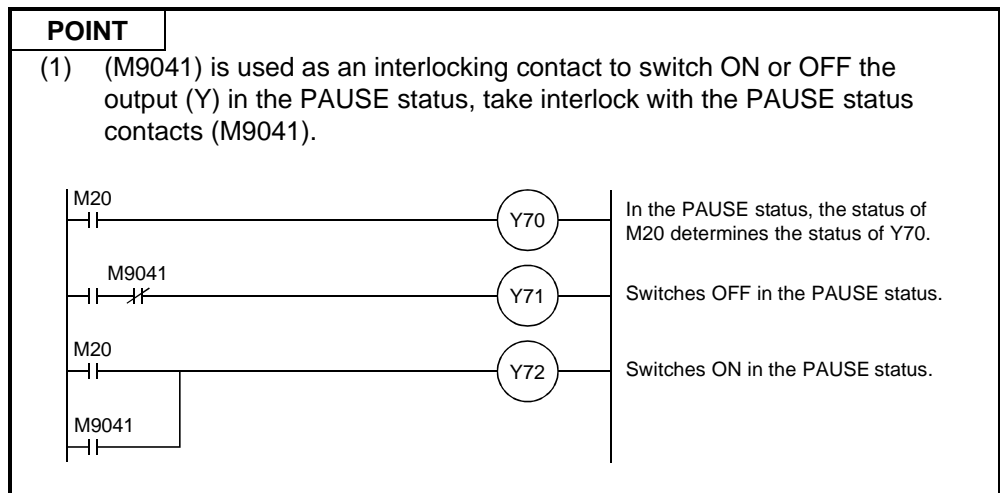 POINT
(1) (M9041) is used as an interlocking contact to switch ON or OFF the
output (Y) in the PAUSE status, take interlock with the PAUSE status
contacts (M9041).
M20
Y70
In the PAUSE status, the status of
M20 determines the status of Y70.
M9041
Y71
Switches OFF in the PAUSE status.
M20
Y72
Switches ON in the PAUSE status.
M9041